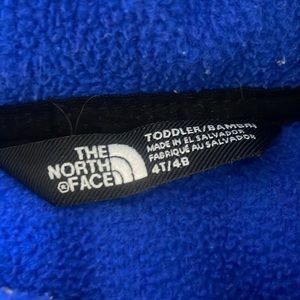 THE
NORTH
FACE
®
TODDLER/BAMBIN
MADE IN EL SALVADOR
FABRIQUÉ AU SALVADOR
4T/4B